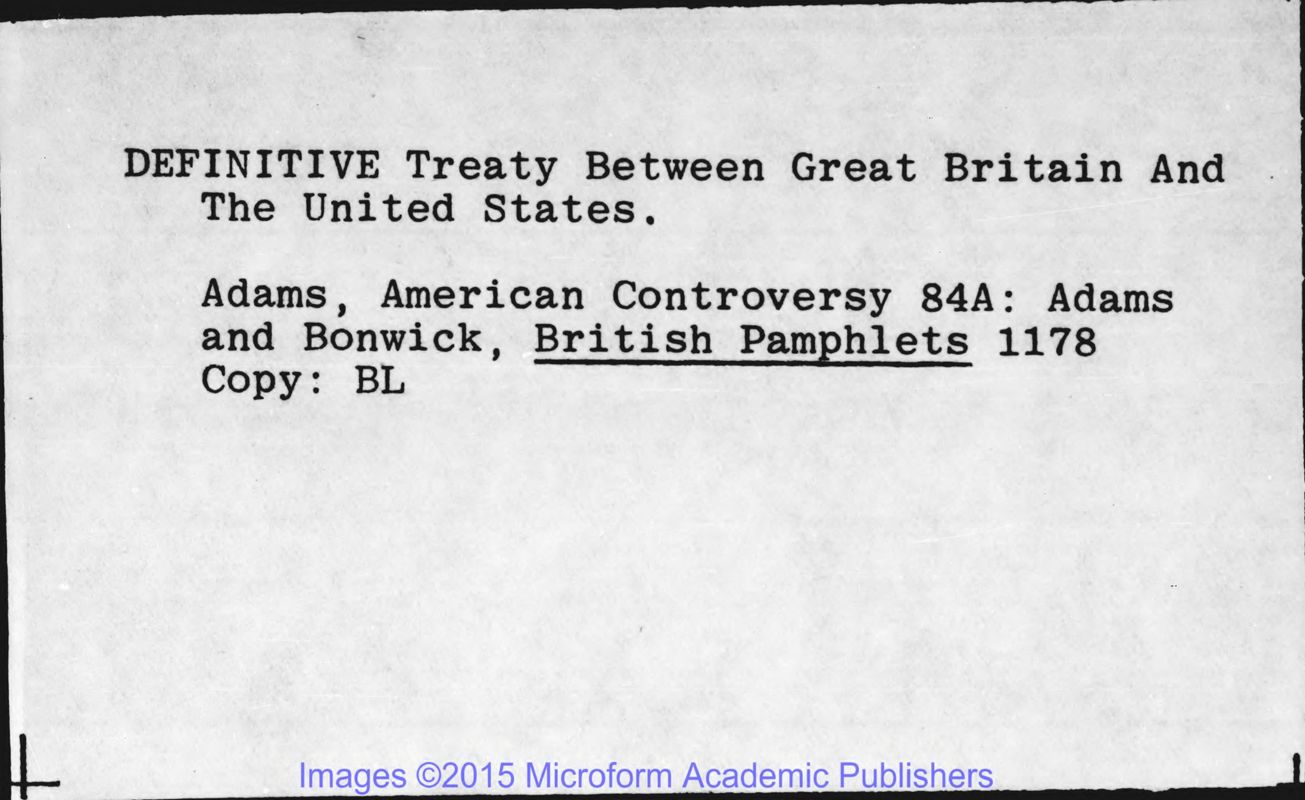 DEFINITIVE Treaty Between Great Britain And
The United States.
Adams, American Controversy 84A: Adams
and Bonwick, British Pamphlets 1178
Copy: BL
Images ©2015 Microform Academic Publishers